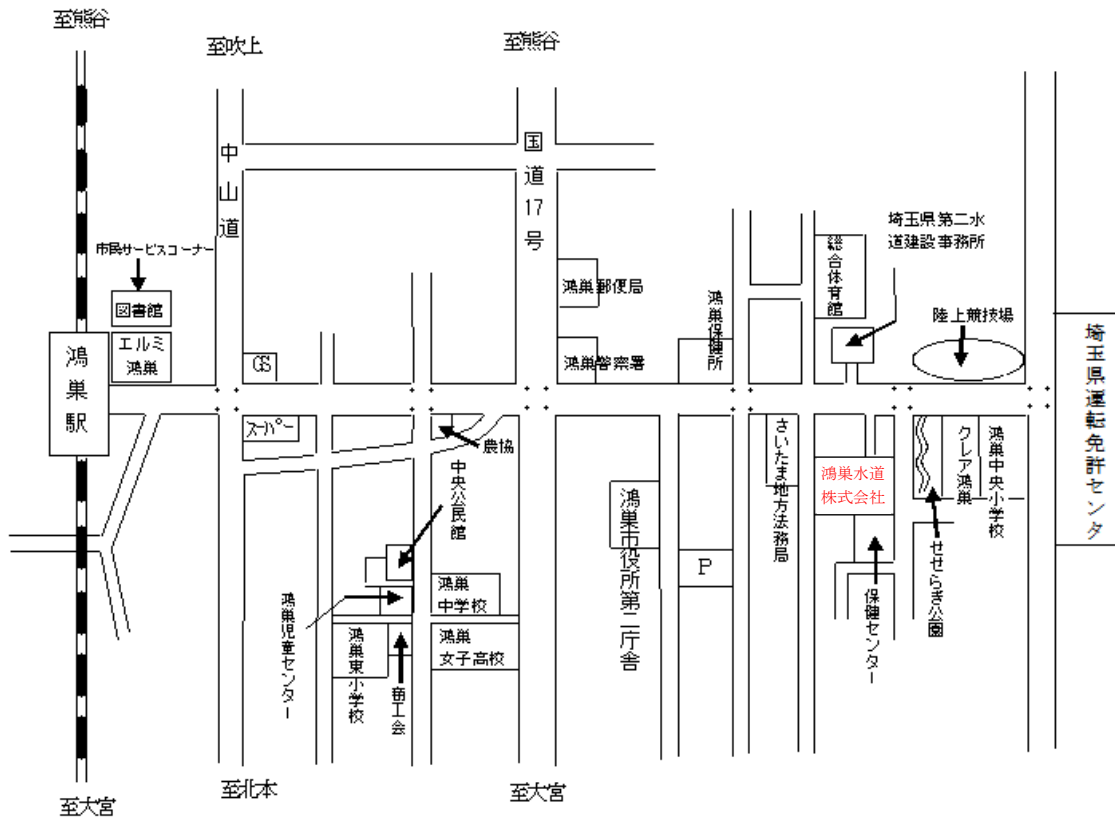 至熊谷
至吹上
至熊谷
中山道
国道17号
市民サービスコーナー
図書館
エルミ
鴻巣
鴻巣駅
GS
スーパー
農協
中央公民館
鴻巣郵便局
鴻巣警察署
鴻巣保健所
総合体育館
埼玉県第二水
道建設事務所
陸上競技場
埼玉県運転免許センタ
さいたま地方法務局
鴻巣水道
株式会社
クレア鴻巣
鴻巣中央小学校
せせらぎ公園
保健センター
鴻巣市役所第二庁舎
P
鴻巣
中学校
鴻巣
女子高校
鴻巣児童センター
鴻巣東小学校
商工会
至大宮
至北本
至大宮